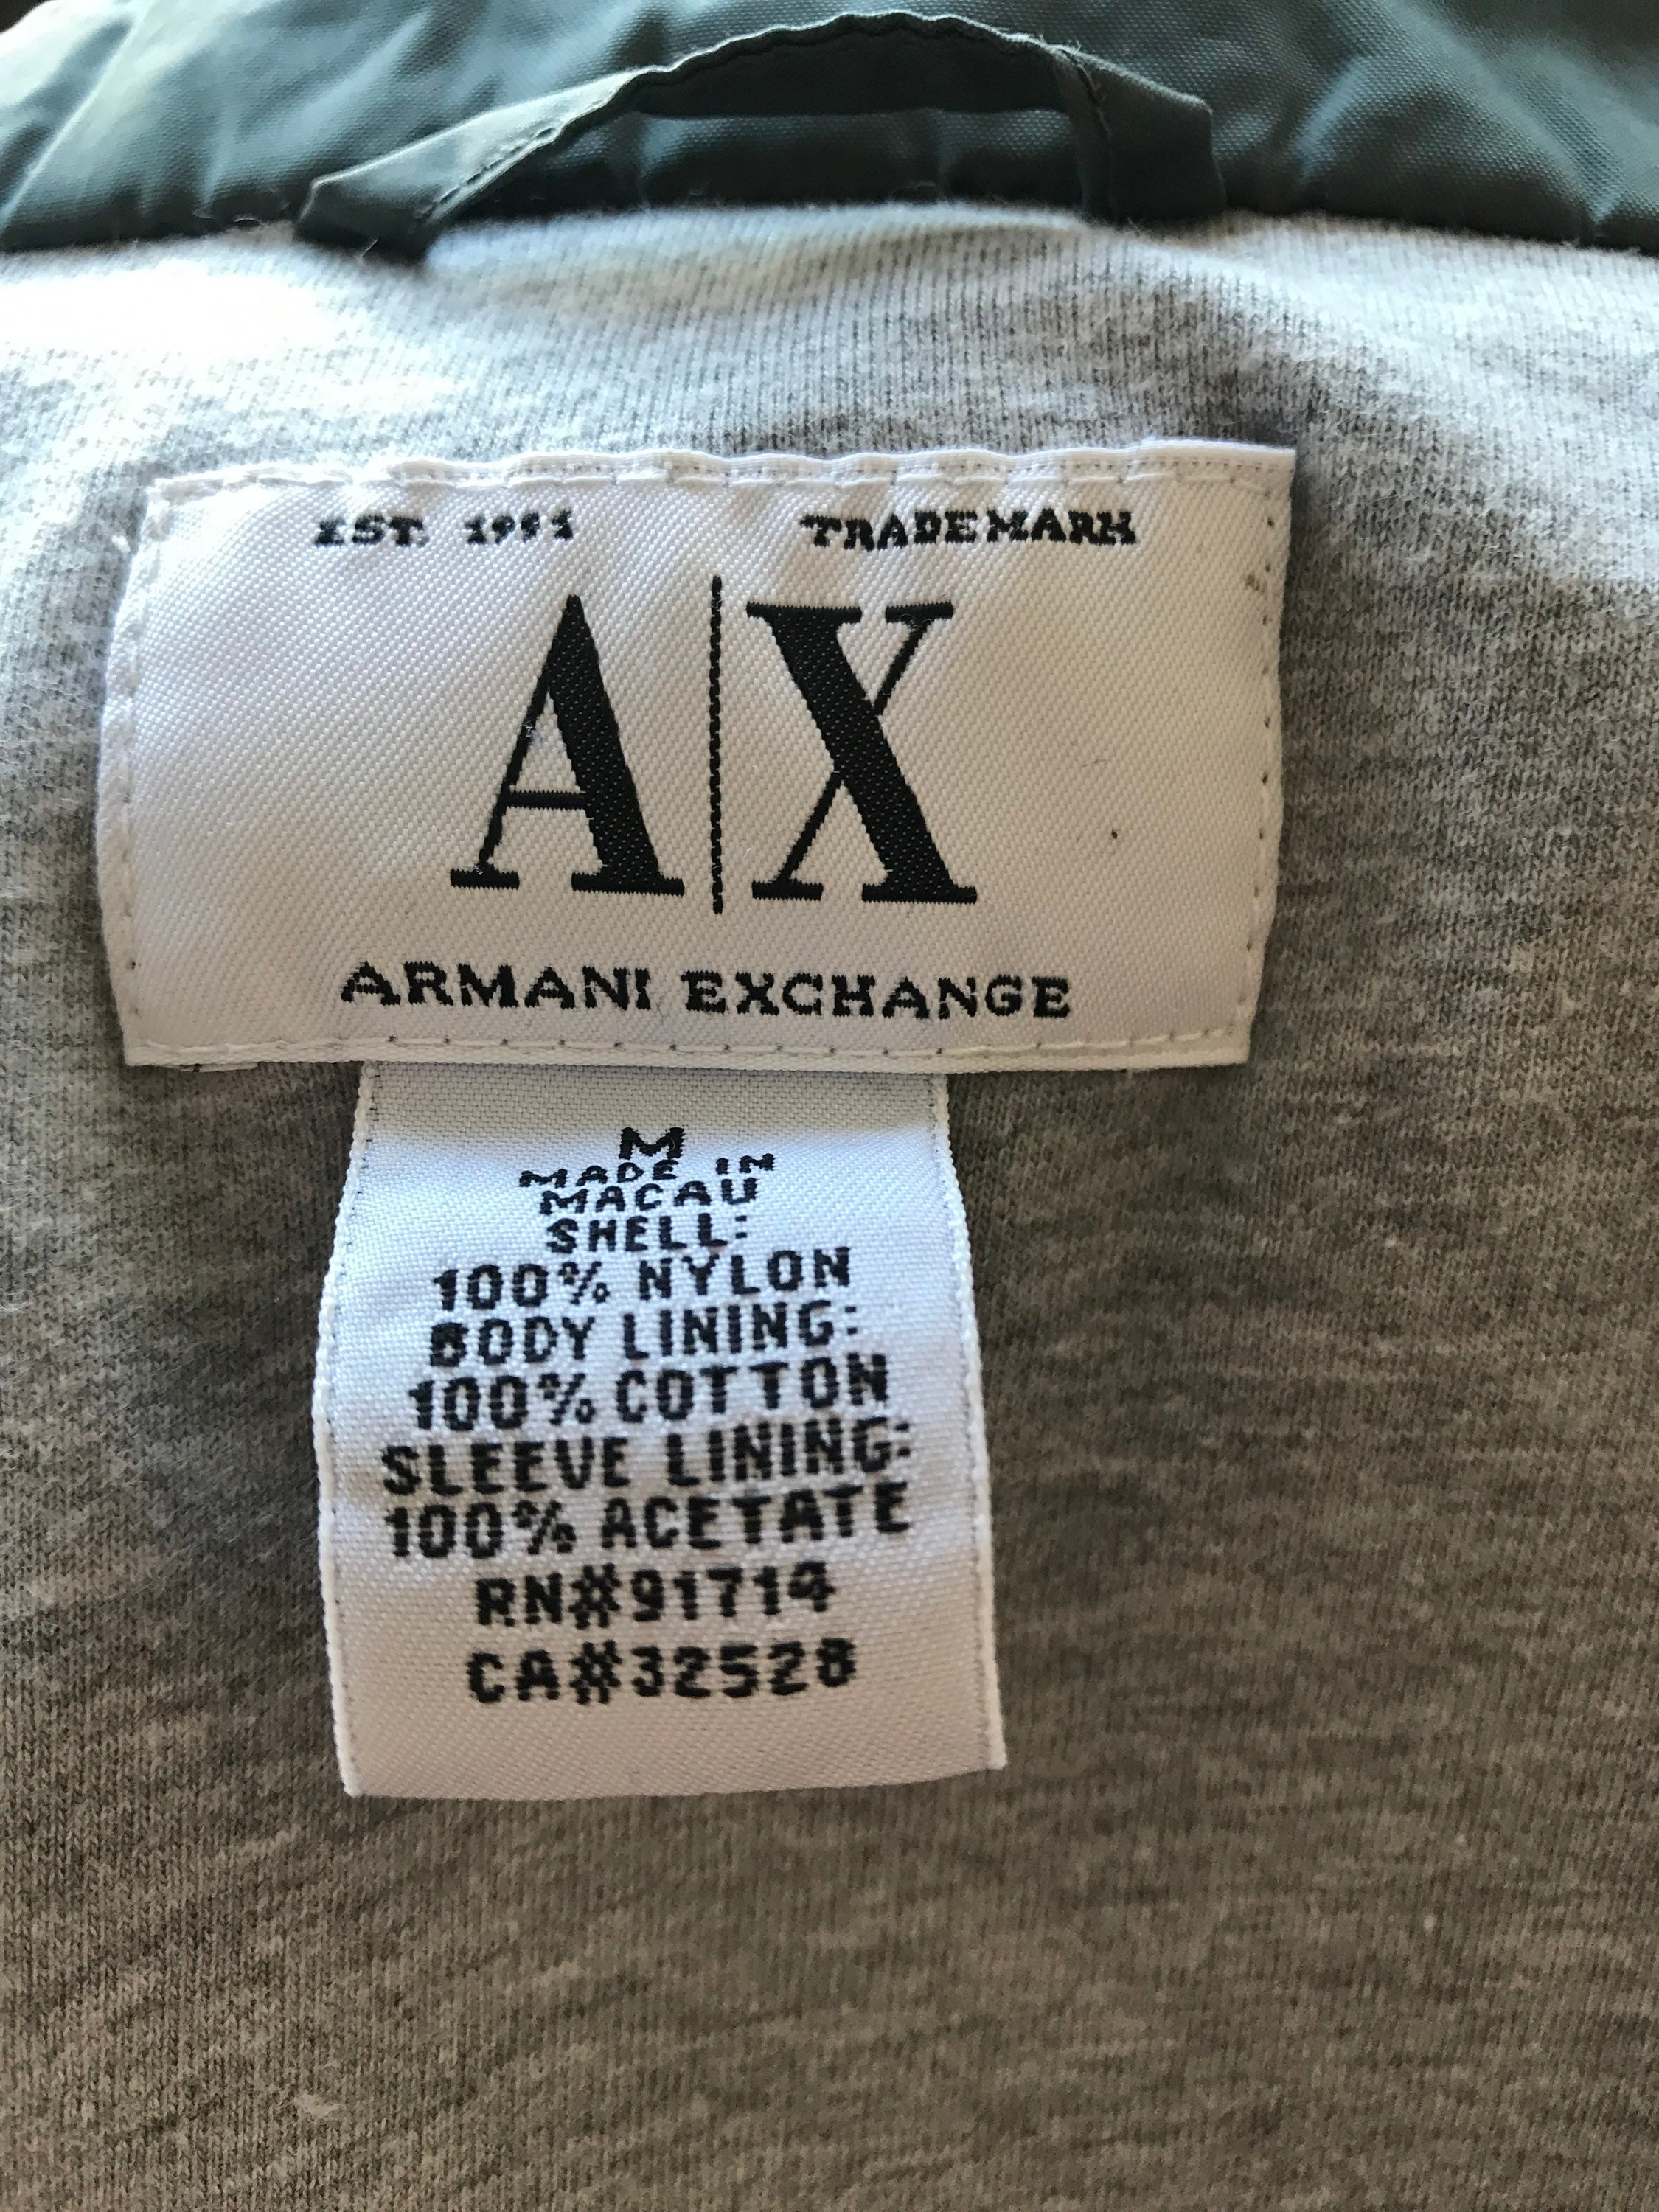 EST. 1991 TRADEMARK
A|X
ARMANI EXCHANGE
M
MADE IN
MACAU
SHELL:
100% NYLON
BODY LINING:
100% COTTON
SLEEVE LINING:
100% ACETATE
RN#91714
CA#32528